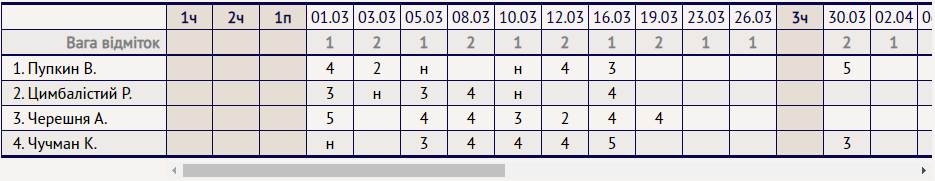 1ч 2ч 1п 01.03 03.03 05.03 08.03 10.03 12.03 16.03 19.03 23.03 26.03 3ч 30.03 02.04
Вага відміток 1 2 1 2 1 2 1 2 1 1 2 1
1. Пупкин В. 4 2 н н 4 3 5
2. Цимбалістий Р. 3 н 3 4 н 4
3. Черешня А. 5 4 4 3 2 4 4
4. Чучман К. н 3 4 4 4 5 3